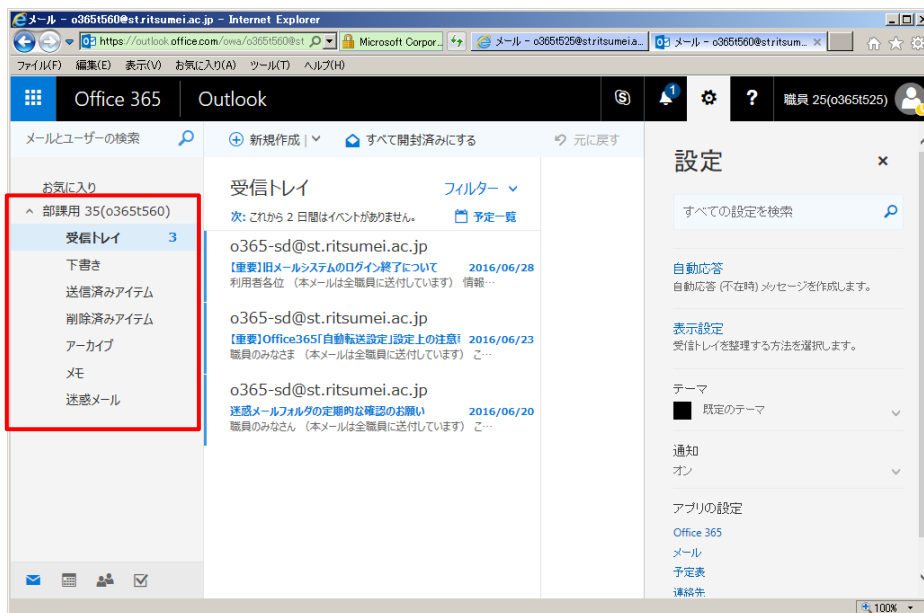 メール - o365t560@st.ritsumei.ac.jp - Internet Explorer
https://outlook.office.com/owa/o365t560@st
Microsoft Corpor...
メール - o365t525@st.ritsumei.a...
メール - o365t560@st.ritsum...
ファイル(F) 編集(E) 表示(V) お気に入り(A) ツール(T) ヘルプ(H)
Office 365 Outlook
1
?
職員 25(o365t525)
メールとユーザーの検索
新規作成 | すべて開封済みにする 元に戻す
お気に入り
部課用 35(o365t560)
受信トレイ 3
下書き
送信済みアイテム
削除済みアイテム
アーカイブ
メモ
迷惑メール
受信トレイ フィルター
次: これから 2 日間はイベントがありません。 予定一覧
o365-sd@st.ritsumei.ac.jp
【重要】旧メールシステムのログイン終了について 2016/06/28
利用者各位 (本メールは全職員に送付しています) 情報…
o365-sd@st.ritsumei.ac.jp
【重要】Office365「自動転送設定」設定上の注意 2016/06/23
職員のみなさま (本メールは全職員に送付しています) こ…
o365-sd@st.ritsumei.ac.jp
迷惑メールフォルダの定期的な確認のお願い 2016/06/20
職員のみなさん (本メールは全職員に送付しています) こ…
設定
すべての設定を検索
自動応答
自動応答 (不在時) メッセージを作成します。
表示設定
受信トレイを整理する方法を選択します。
テーマ
既定のテーマ
通知
オン
アプリの設定
Office 365
メール
予定表
連絡先
100%